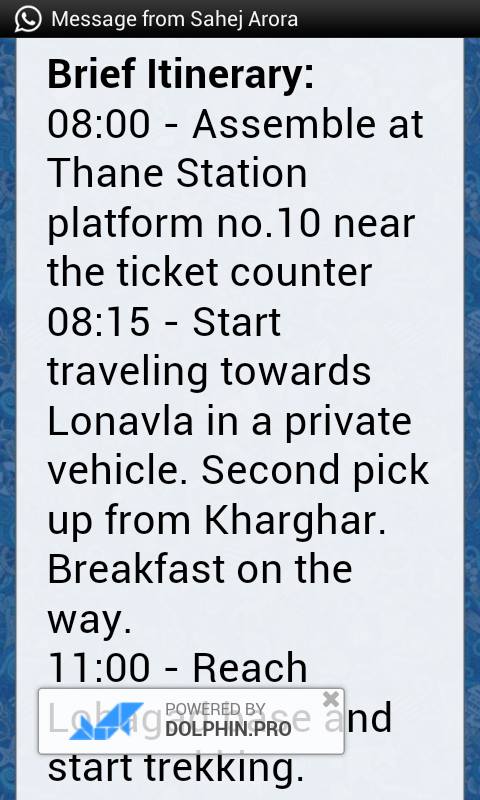 Message from Sahej Arora
Brief Itinerary:
08:00 - Assemble at
Thane Station
platform no.10 near
the ticket counter
08:15 - Start
traveling towards
Lonavla in a private
vehicle. Second pick
up from Kharghar.
Breakfast on the
way.
11:00 - Reach
and
POWERED BY
DOLPHIN.PRO
start trekking.